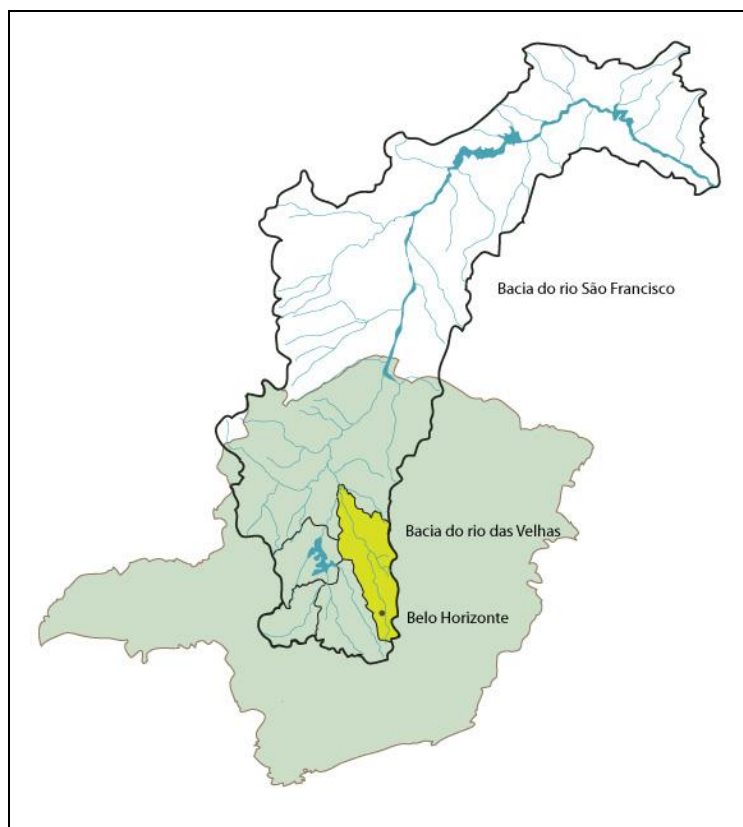 Bacia do rio São Francisco
Bacia do rio das Velhas
Belo Horizonte